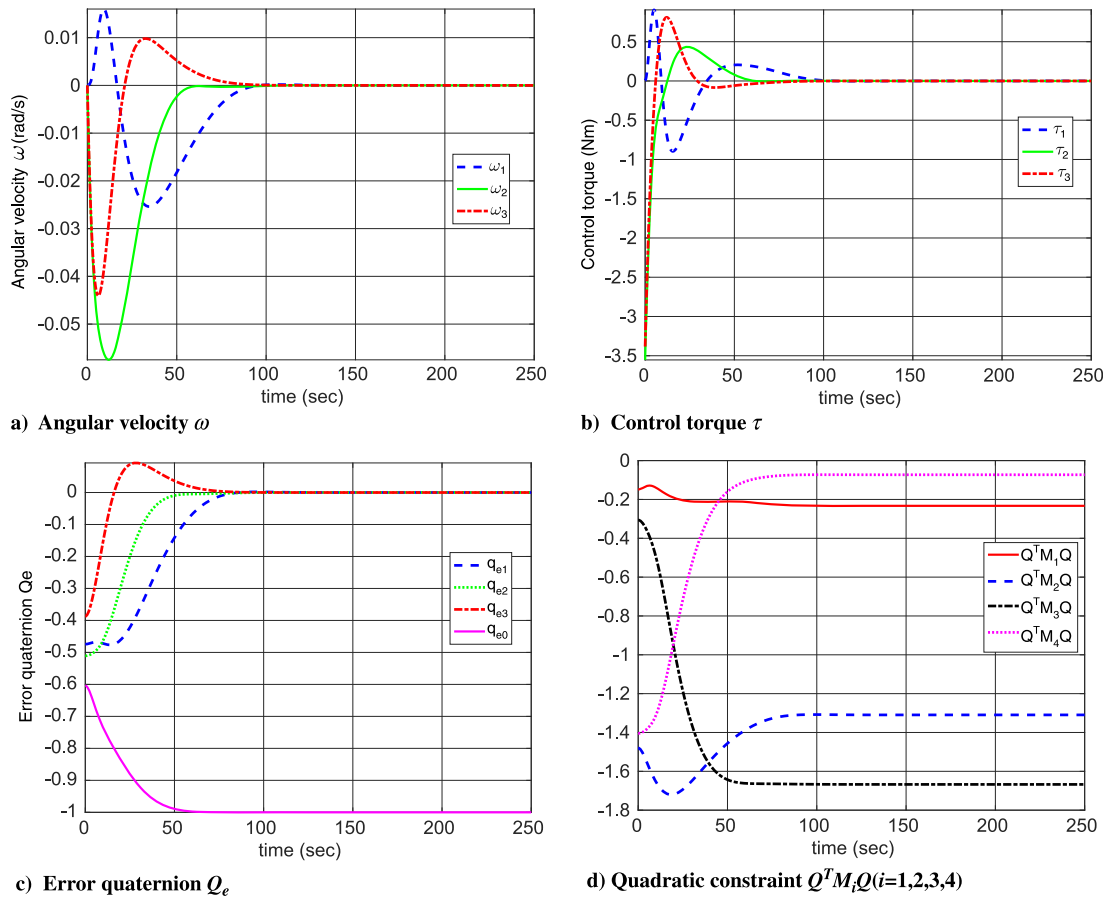 0.01
0
-0.01
-0.02
-0.03
-0.04
-0.05
Angular velocity ω (rad/s)
ω1
ω2
ω3
0 50 100 150 200 250
time (sec)
a) Angular velocity ω
0.5
0
-0.5
-1
-1.5
-2
-2.5
-3
-3.5
Control torque (Nm)
τ1
τ2
τ3
0 50 100 150 200 250
time (sec)
b) Control torque τ
0
-0.1
-0.2
-0.3
-0.4
-0.5
-0.6
-0.7
-0.8
-0.9
-1
Error quaternion Qe
qe1
qe2
qe3
qe0
0 50 100 150 200 250
time (sec)
c) Error quaternion Qe
0
-0.2
-0.4
-0.6
-0.8
-1
-1.2
-1.4
-1.6
-1.8
QTM1Q
QTM2Q
QTM3Q
QTM4Q
0 50 100 150 200 250
time (sec)
d) Quadratic constraint QTMiQ(i=1,2,3,4)